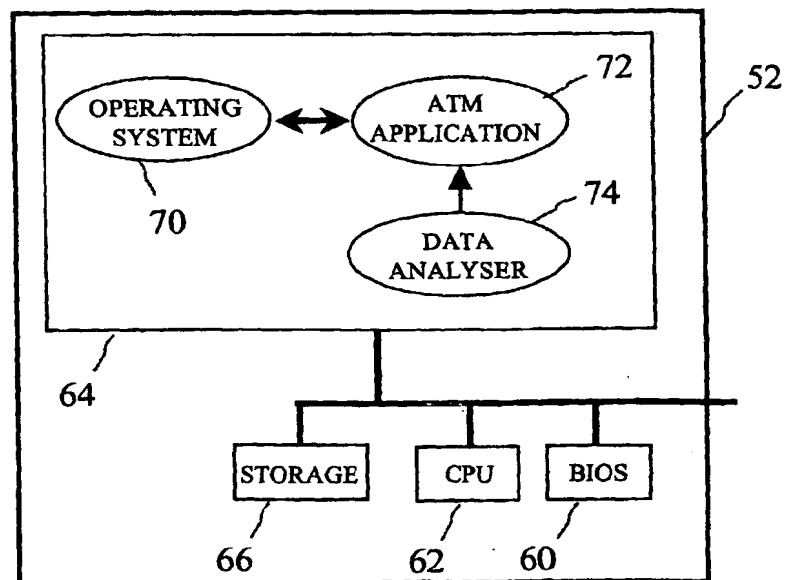 OPERATING
SYSTEM
70
ATM
APPLICATION
72
52
74
DATA
ANALYSER
64
STORAGE
CPU
BIOS
66
62
60